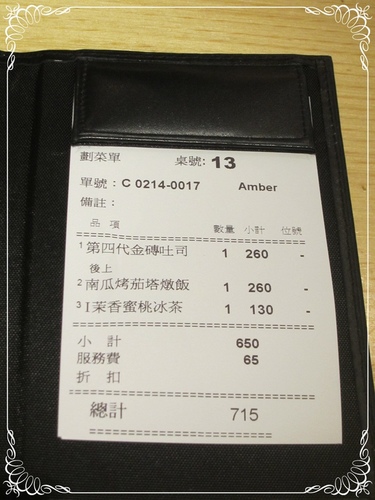 劃菜單 桌號: 13
單號：C 0214-0017 Amber
備註：
品 項 數量 小計 位號
1 第四代金磚吐司 1 260 -
後上
2 南瓜烤茄塔燉飯 1 260 -
3 I茉香蜜桃冰茶 1 130 -
小 計 650
服務費 65
折 扣
總計 715